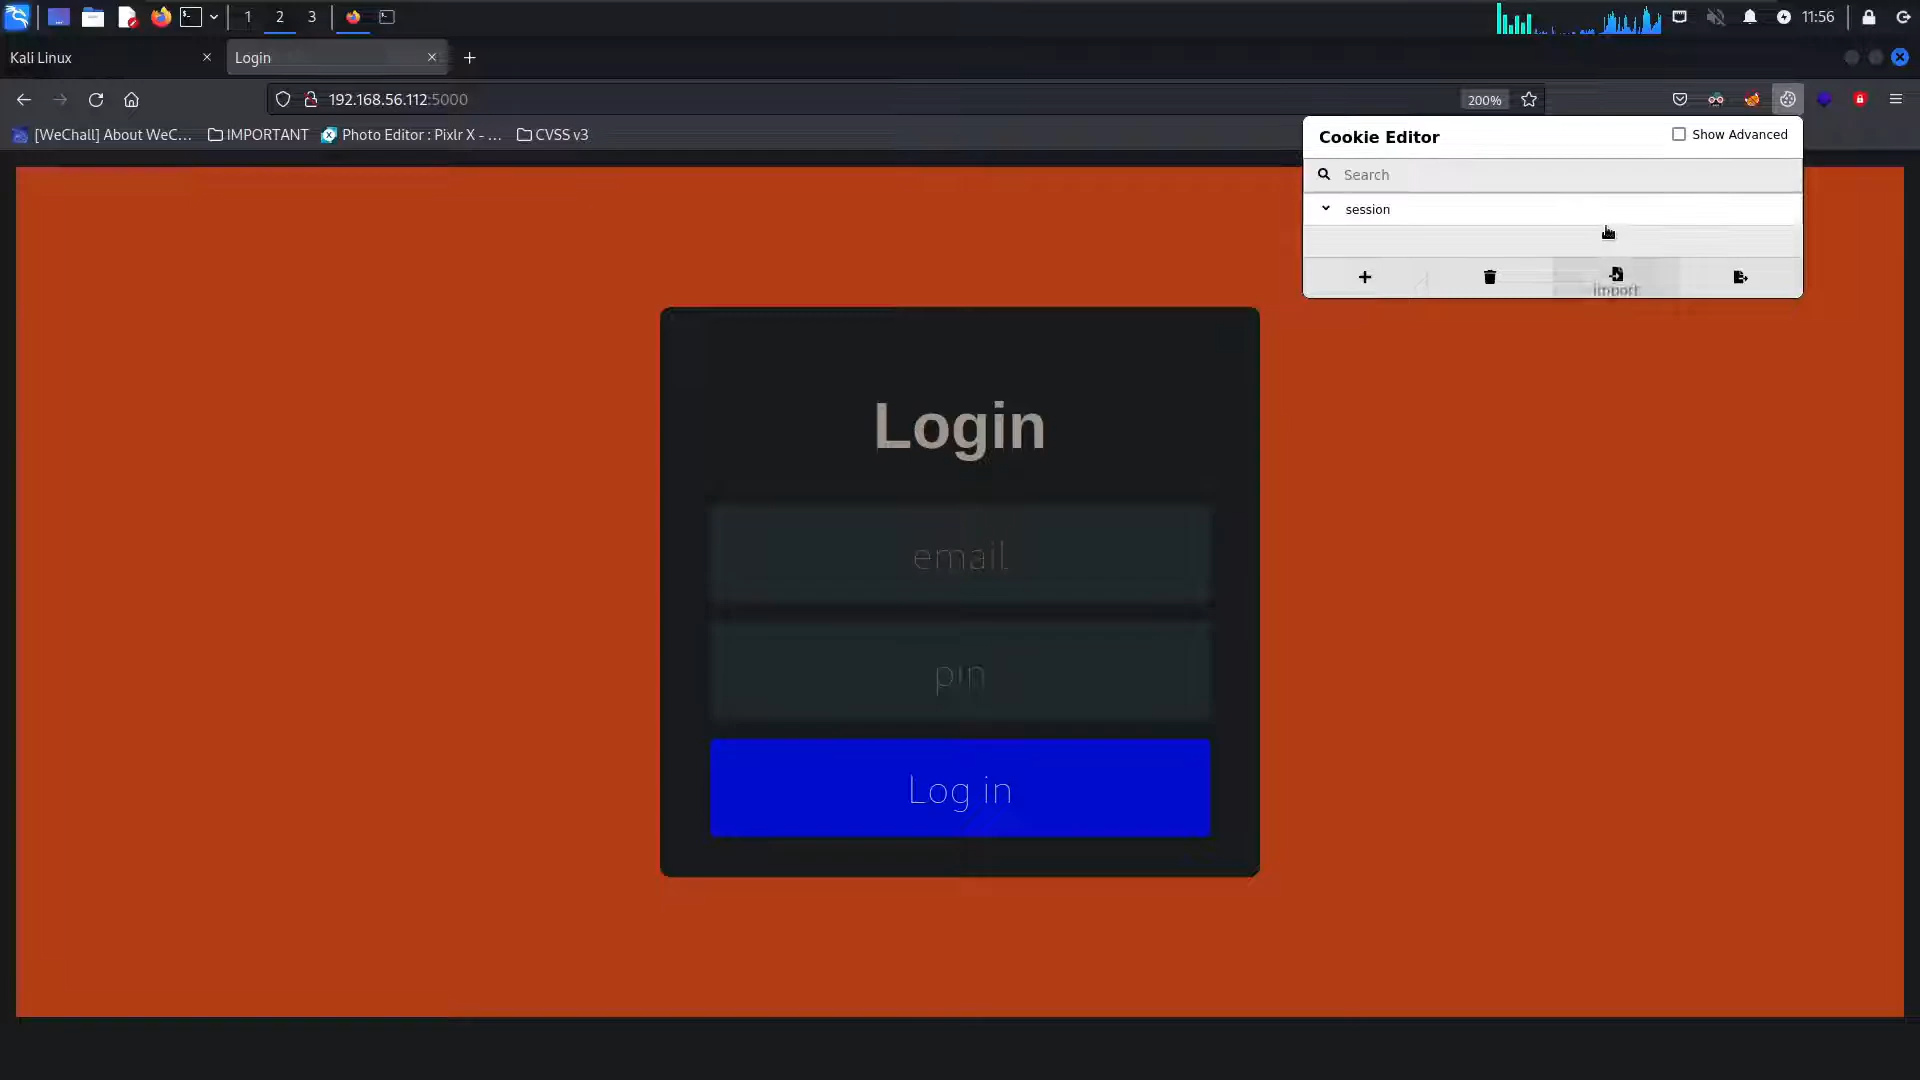 1 2 3 11:56
Kali Linux Login
192.168.56.112:5000 200%
[WeChall] About WeC... IMPORTANT Photo Editor : Pixlr X - ... CVSS v3
Cookie Editor Show Advanced
Search
session
import
Login
email
pin
Log in